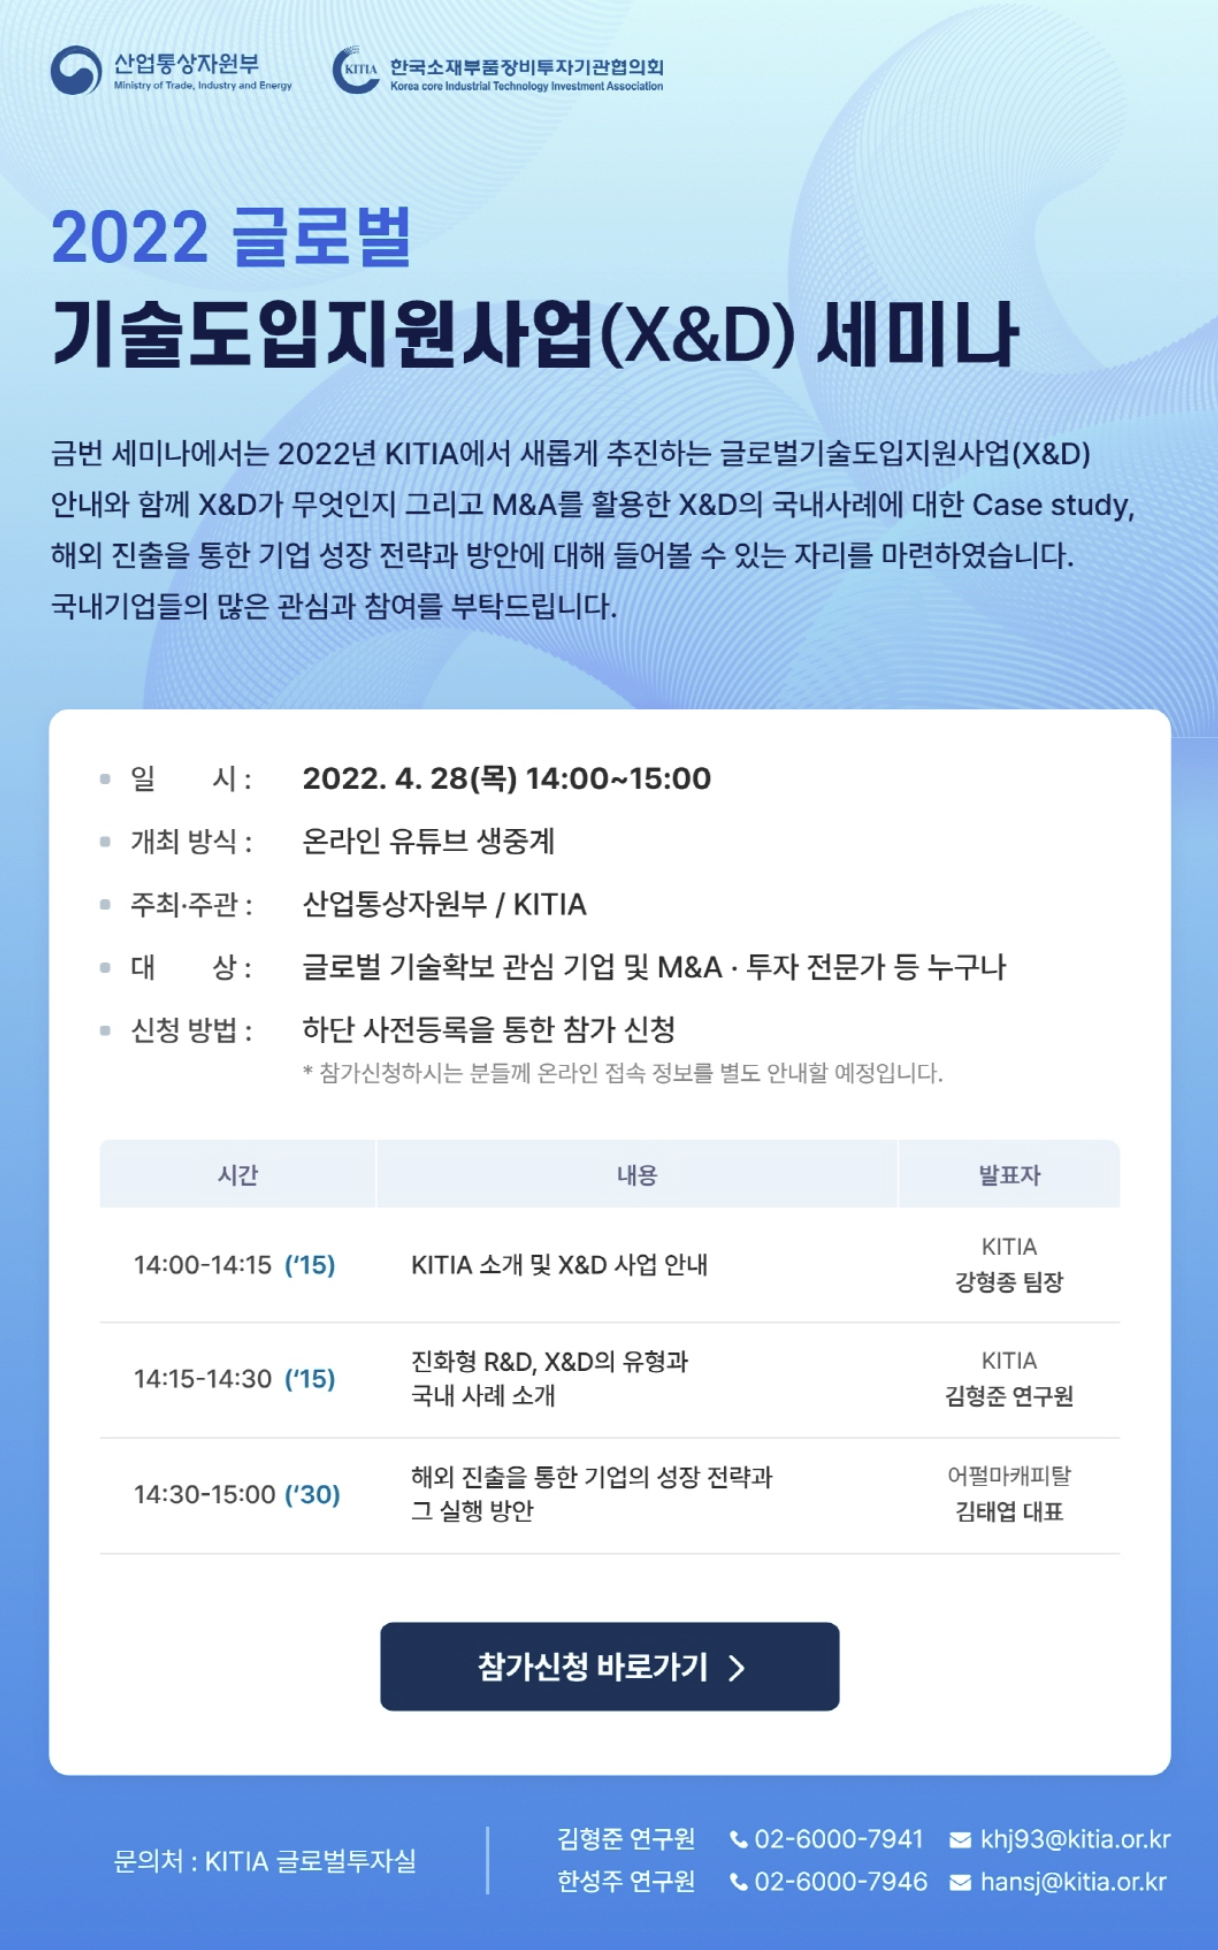 산업통상자원부
Ministry of Trade, Industry and Energy
KITIA
한국소재부품장비투자기관협의회
Korea core Industrial Technology Investment Association
2022 글로벌
기술도입지원사업(X&D) 세미나
금번 세미나에서는 2022년 KITIA에서 새롭게 추진하는 글로벌기술도입지원사업(X&D)
안내와 함께 X&D가 무엇인지 그리고 M&A를 활용한 X&D의 국내사례에 대한 Case study,
해외 진출을 통한 기업 성장 전략과 방안에 대해 들어볼 수 있는 자리를 마련하였습니다.
국내기업들의 많은 관심과 참여를 부탁드립니다.
일 시 : 2022. 4. 28(목) 14:00~15:00
개최 방식 : 온라인 유튜브 생중계
주최·주관 : 산업통상자원부 / KITIA
대 상 : 글로벌 기술확보 관심 기업 및 M&A · 투자 전문가 등 누구나
신청 방법 : 하단 사전등록을 통한 참가 신청
* 참가신청하시는 분들께 온라인 접속 정보를 별도 안내할 예정입니다.
시간 내용 발표자
14:00-14:15 (‘15) KITIA 소개 및 X&D 사업 안내
KITIA
강형종 팀장
14:15-14:30 (‘15)
진화형 R&D, X&D의 유형과
국내 사례 소개
KITIA
김형준 연구원
14:30-15:00 (‘30)
해외 진출을 통한 기업의 성장 전략과
그 실행 방안
어펄마캐피탈
김태엽 대표
참가신청 바로가기
문의처 : KITIA 글로벌투자실
김형준 연구원 02-6000-7941 khj93@kitia.or.kr
한성주 연구원 02-6000-7946 hansj@kitia.or.kr